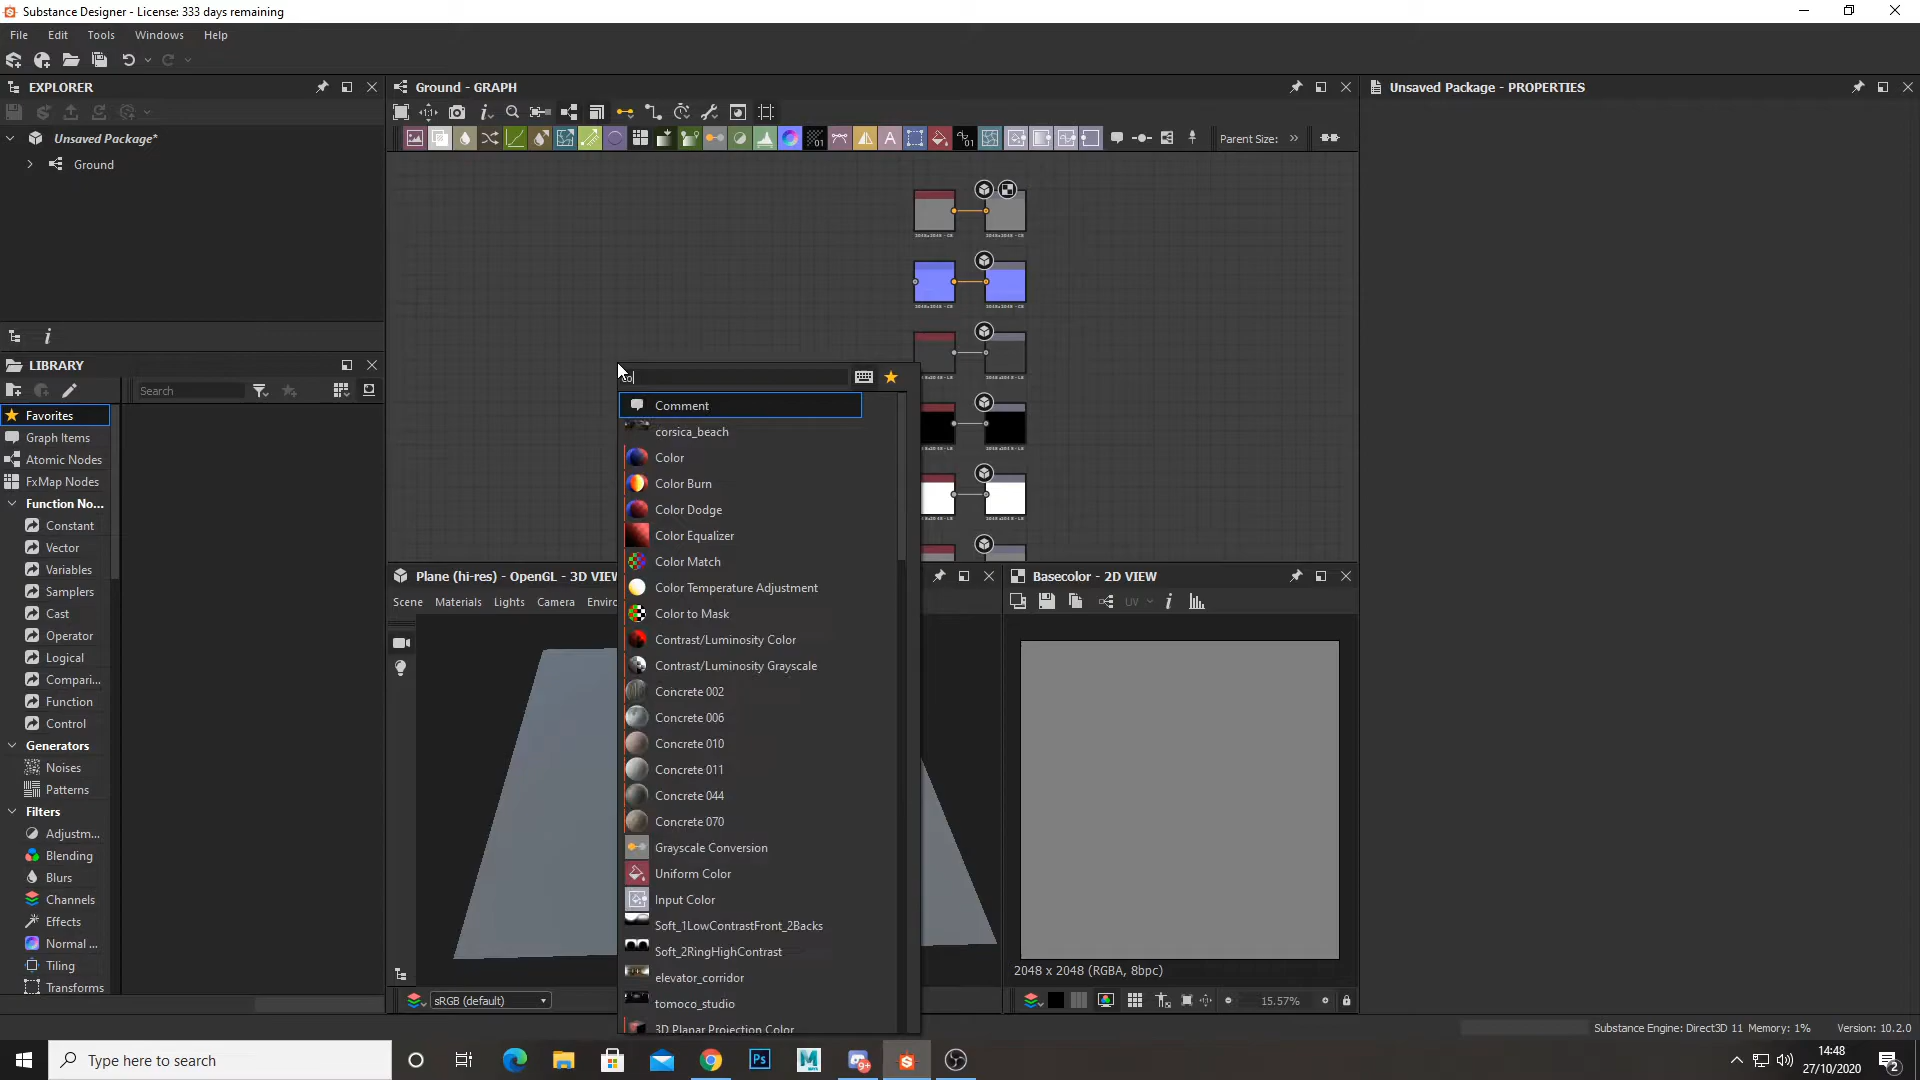 Substance Designer - License: 333 days remaining
File Edit Tools Windows Help
EXPLORER
Unsaved Package*
Ground
LIBRARY
Search
Favorites
Graph Items
Atomic Nodes
FxMap Nodes
Function No...
Constant
Vector
Variables
Samplers
Cast
Operator
Logical
Compari...
Function
Control
Generators
Noises
Patterns
Filters
Adjustm...
Blending
Blurs
Channels
Effects
Normal ...
Tiling
Transforms
Ground - GRAPH
Parent Size: »
Comment
corsica_beach
Color
Color Burn
Color Dodge
Color Equalizer
Color Match
Color Temperature Adjustment
Color to Mask
Contrast/Luminosity Color
Contrast/Luminosity Grayscale
Concrete 002
Concrete 006
Concrete 010
Concrete 011
Concrete 044
Concrete 070
Grayscale Conversion
Uniform Color
Input Color
Soft_1LowContrastFront_2Backs
Soft_2RingHighContrast
elevator_corridor
tomoco_studio
3D Planar Projection Color
Plane (hi-res) - OpenGL - 3D VIEW
Scene Materials Lights Camera Enviro
sRGB (default)
Basecolor - 2D VIEW
UV
2048 x 2048 (RGBA, 8bpc)
15.57%
Unsaved Package - PROPERTIES
Substance Engine: Direct3D 11 Memory: 1% Version: 10.2.0
Type here to search
Ps
M
9+
14:48
27/10/2020
2